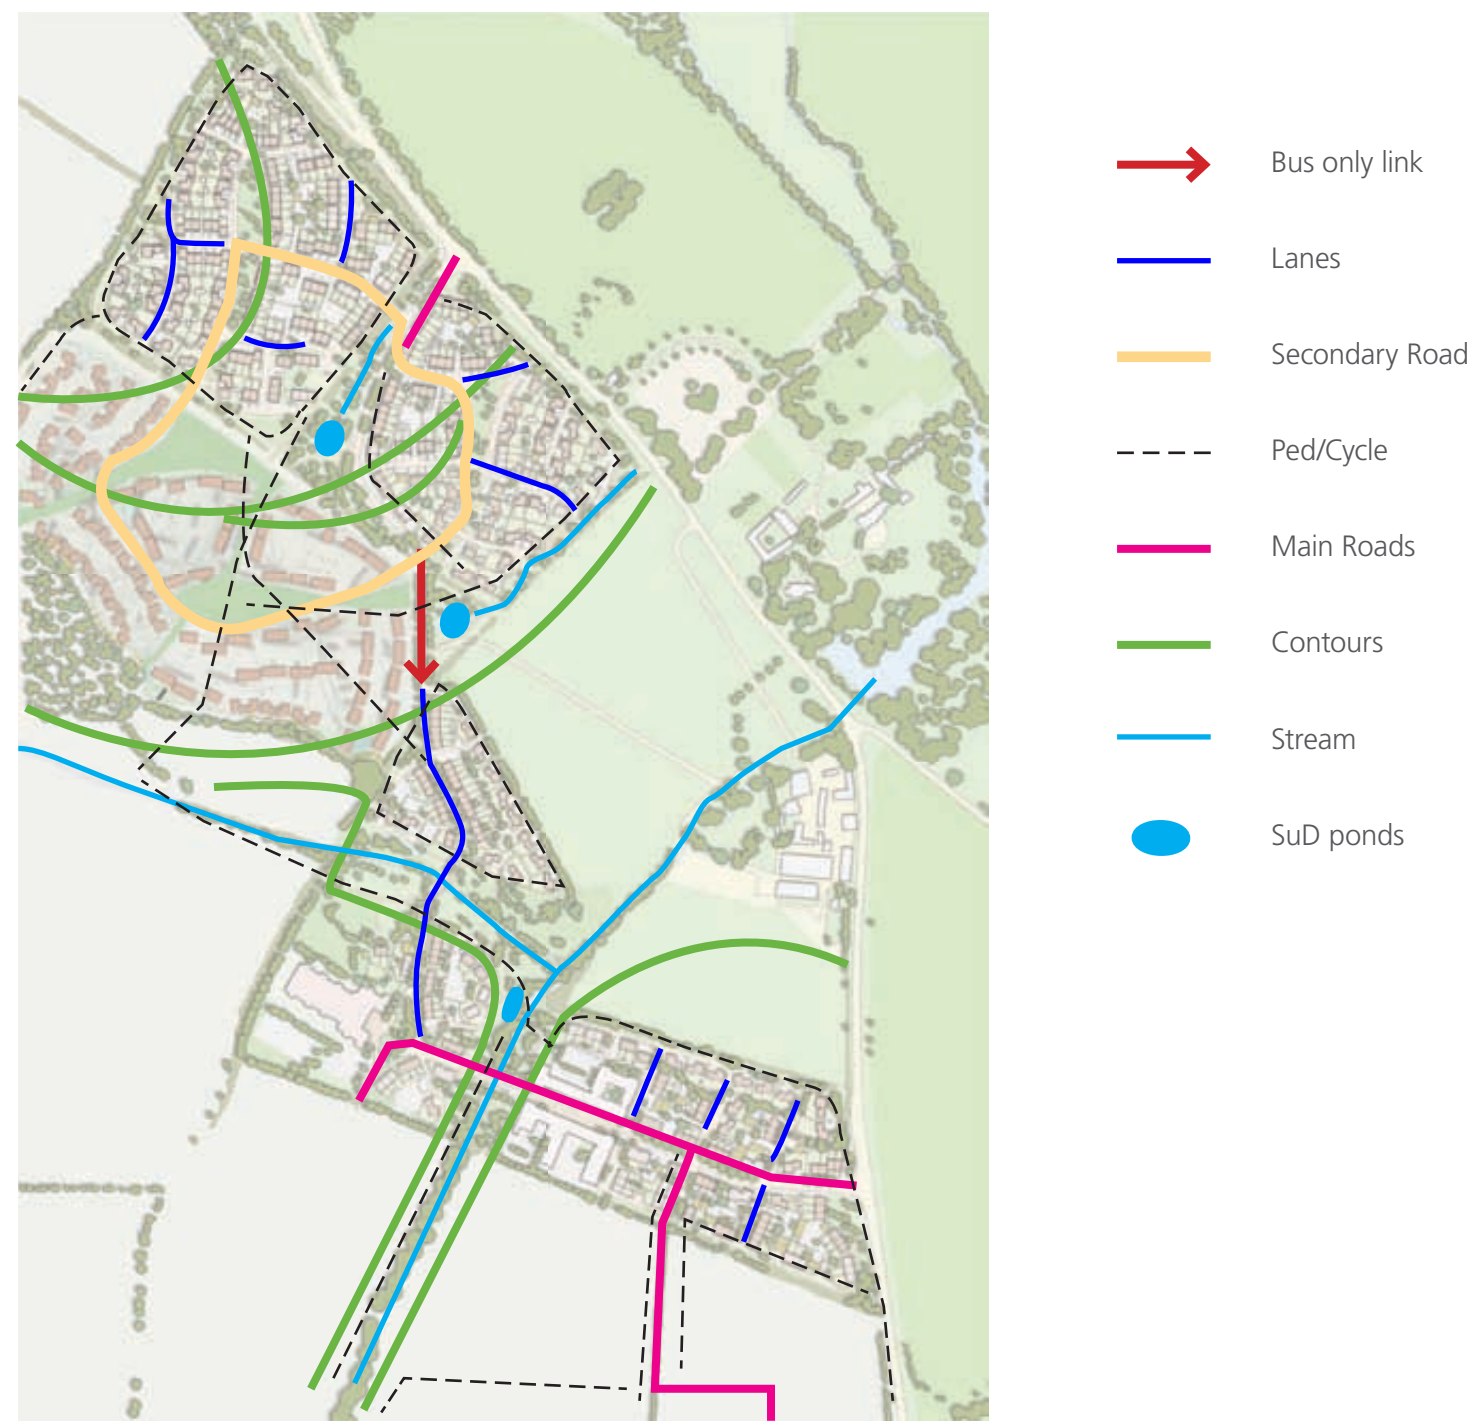 Bus only link
Lanes
Secondary Road
Ped/Cycle
Main Roads
Contours
Stream
SuD ponds